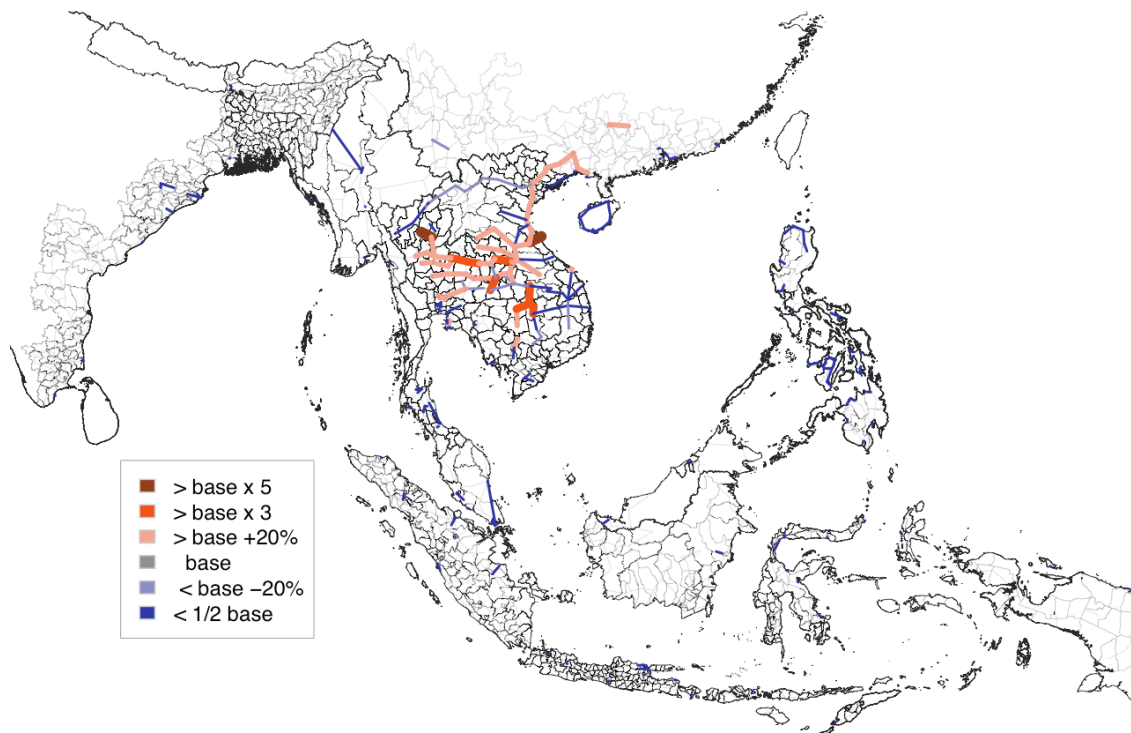 > base x 5
> base x 3
> base +20%
base
< base −20%
< 1/2 base